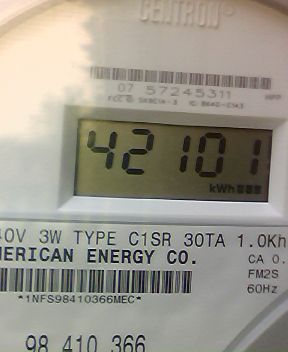 CENTRON®
07 57245311
42101
kWh
40V 3W TYPE C1SR 30TA 1.0Kh
MERICAN ENERGY CO.
CA 0.
FM2S
*1NFS98410366MEC*
60Hz
98 410 366